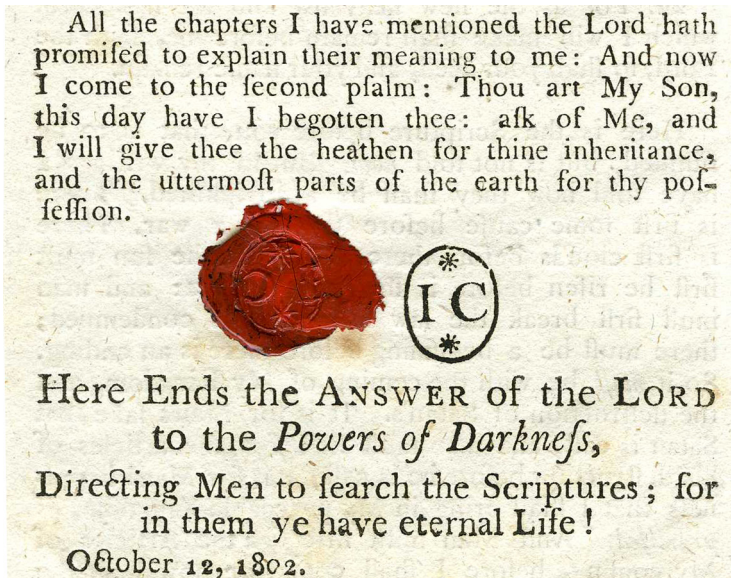 All the chapters I have mentioned the Lord hath
promiſed to explain their meaning to me: And now
I come to the ſecond pſalm: Thou art My Son,
this day have I begotten thee: aſk of Me, and
I will give thee the heathen for thine inheritance,
and the uttermoſt parts of the earth for thy poſ-
ſeſſion.
* I C *
Here Ends the ANSWER of the LORD
to the Powers of Darkneſs,
Directing Men to ſearch the Scriptures; for
in them ye have eternal Life!
October 12, 1802.